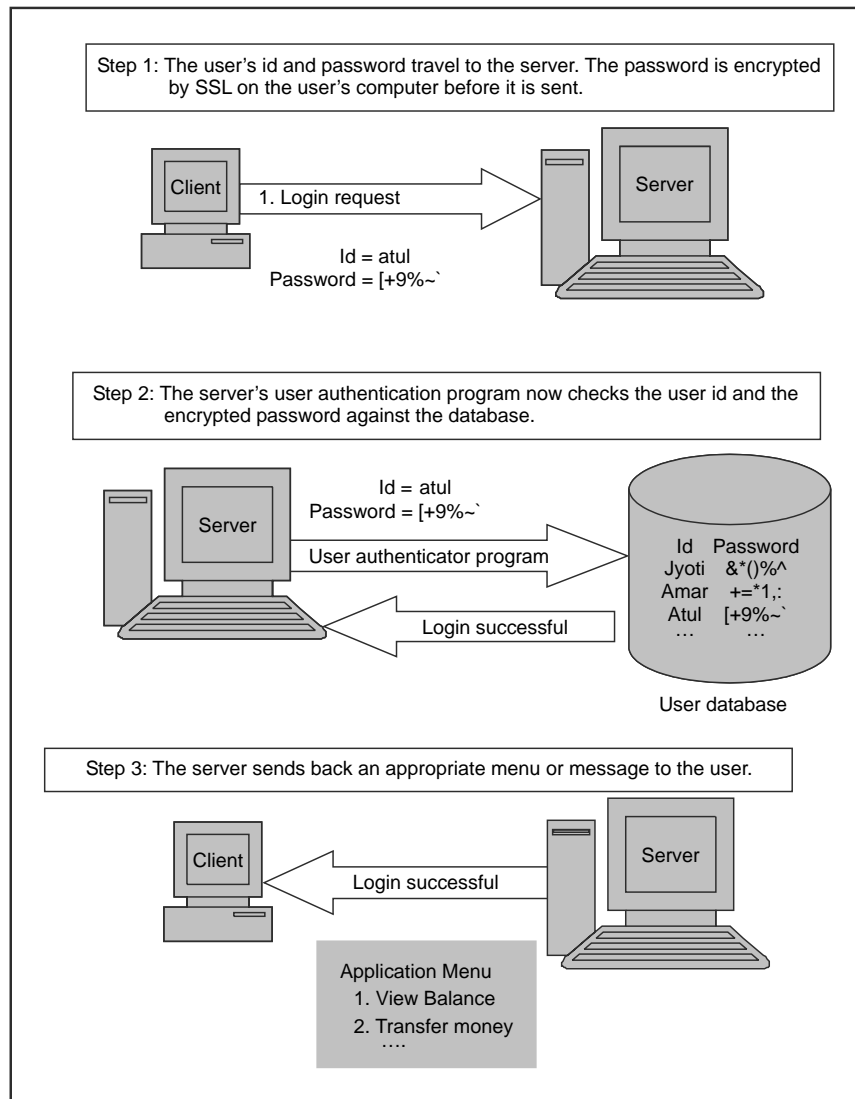 Step 1: The user's id and password travel to the server. The password is encrypted
by SSL on the user's computer before it is sent.
Client
1. Login request
Server
Id = atul
Password = [+9%~`
Step 2: The server's user authentication program now checks the user id and the
encrypted password against the database.
Server
Id = atul
Password = [+9%~`
User authenticator program
Login successful
Id Password
Jyoti &*()%^
Amar +=*1,:
Atul [+9%~`
... ...
User database
Step 3: The server sends back an appropriate menu or message to the user.
Client
Login successful
Server
Application Menu
1. View Balance
2. Transfer money
....